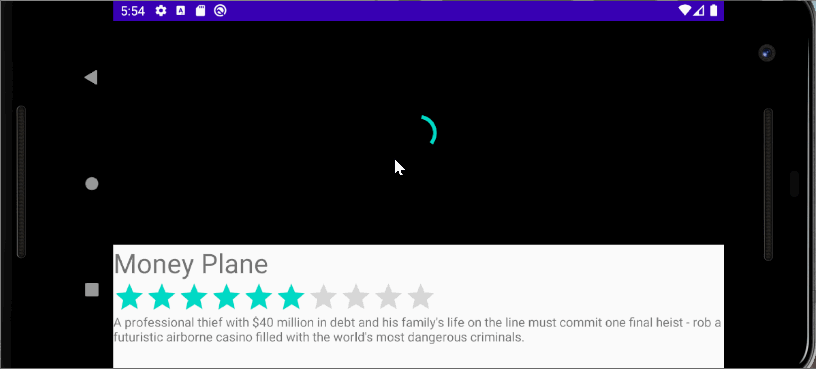 5:54
Money Plane
A professional thief with $40 million in debt and his family's life on the line must commit one final heist - rob a
futuristic airborne casino filled with the world's most dangerous criminals.